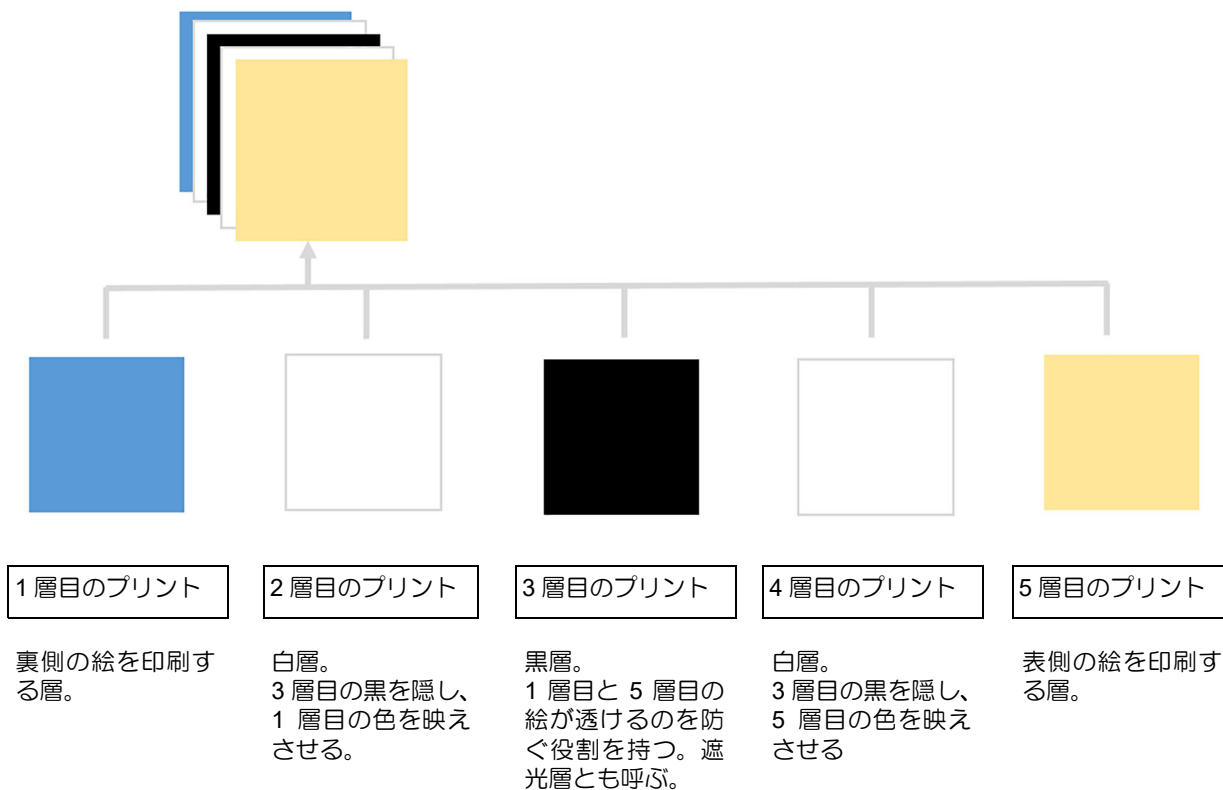 1 層目のプリント
2 層目のプリント
3 層目のプリント
4 層目のプリント
5 層目のプリント
裏側の絵を印刷す
る層。
白層。
3 層目の黒を隠し、
1 層目の色を映え
させる。
黒層。
1 層目と 5 層目の
絵が透けるのを防
ぐ役割を持つ。遮
光層とも呼ぶ。
白層。
3 層目の黒を隠し、
5 層目の色を映え
させる
表側の絵を印刷す
る層。